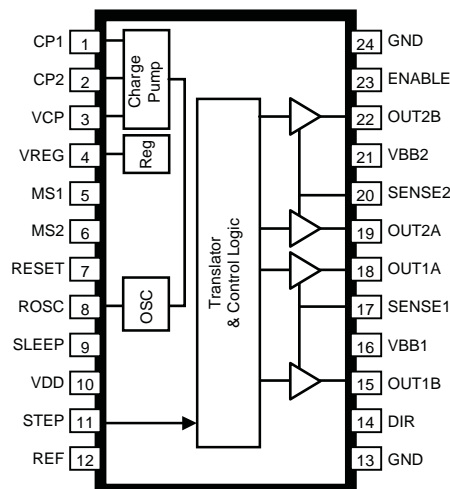 CP1 1
CP2 2
VCP 3
VREG 4
MS1 5
MS2 6
RESET 7
ROSC 8
SLEEP 9
VDD 10
STEP 11
REF 12
Charge
Pump
Reg
OSC
Translator
& Control Logic
24 GND
23 ENABLE
22 OUT2B
21 VBB2
20 SENSE2
19 OUT2A
18 OUT1A
17 SENSE1
16 VBB1
15 OUT1B
14 DIR
13 GND